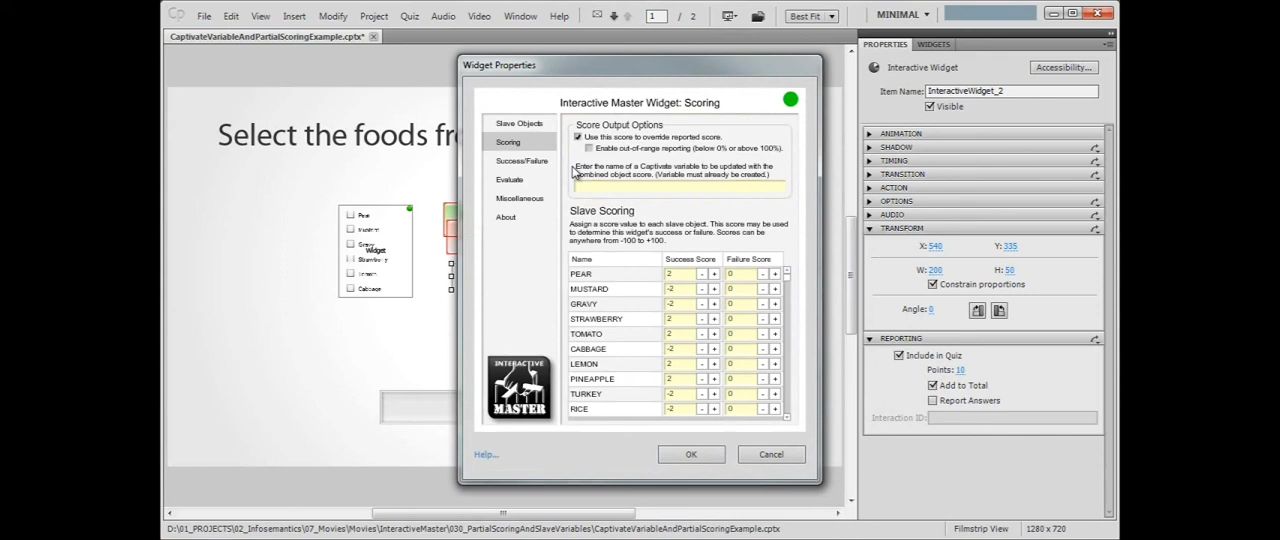 Cp File Edit View Insert Modify Project Quiz Audio Video Window Help 1 / 2 Best Fit MINIMAL
CaptivateVariableAndPartialScoringExample.cptx*
Select the foods fr
Pear
Mustard
Gravy
Widget
Strawberry
Cabbage
Widget Properties
Interactive Master Widget: Scoring
Slave Objects
Scoring
Success/Failure
Evaluate
Miscellaneous
About
INTERACTIVE
MASTER
Score Output Options
Use this score to override reported score.
Enable out-of-range reporting (below 0% or above 100%).
Enter the name of a Captivate variable to be updated with the
combined object score. (Variable must already be created.)
Slave Scoring
Assign a score value to each slave object. This score may be used
to determine this widget's success or failure. Scores can be
anywhere from -100 to +100.
Name Success Score Failure Score
PEAR 2 - + 0 - +
MUSTARD -2 - + 0 - +
GRAVY -2 - + 0 - +
STRAWBERRY 2 - + 0 - +
TOMATO 2 - + 0 - +
CABBAGE -2 - + 0 - +
LEMON 2 - + 0 - +
PINEAPPLE 2 - + 0 - +
TURKEY -2 - + 0 - +
RICE -2 - + 0 - +
Help... OK Cancel
PROPERTIES WIDGETS
Interactive Widget Accessibility...
Item Name: InteractiveWidget_2
Visible
ANIMATION
SHADOW
TIMING
TRANSITION
ACTION
OPTIONS
AUDIO
TRANSFORM
X: 540 Y: 335
W: 200 H: 50
Constrain proportions
Angle: 0
REPORTING
Include in Quiz
Points: 10
Add to Total
Report Answers
Interaction ID:
D:\01_PROJECTS\02_Infosemantics\07_Movies\Movies\InteractiveMaster\030_PartialScoringAndSlaveVariables\CaptivateVariableAndPartialScoringExample.cptx Filmstrip View 1280 x 720